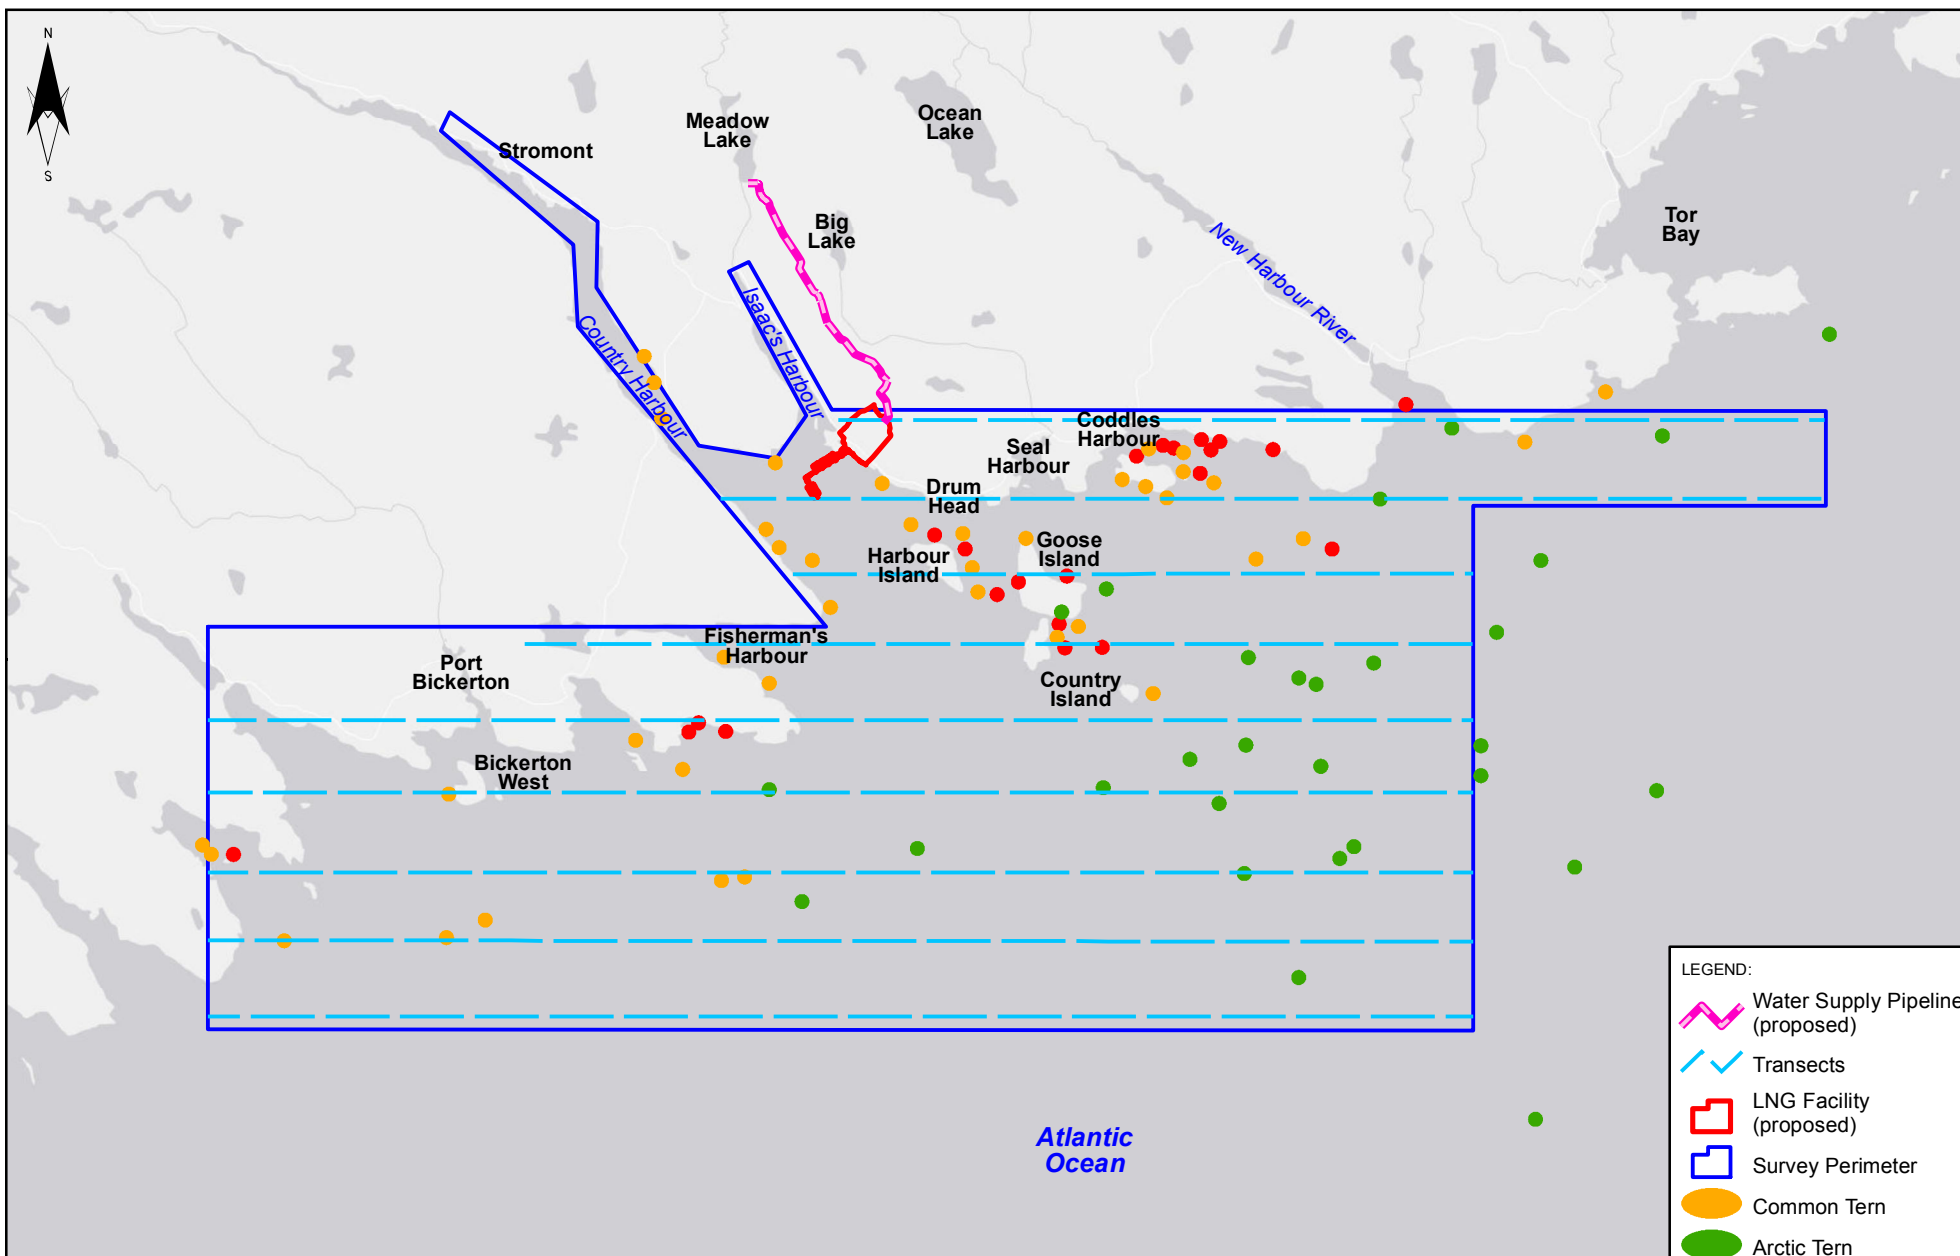 N
S
Stromont
Meadow
Lake
Ocean
Lake
Big
Lake
Tor
Bay
New Harbour River
Isaac's Harbour
Country Harbour
Coddles
Harbour
Seal
Harbour
Drum
Head
Goose
Island
Harbour
Island
Fisherman's
Harbour
Port
Bickerton
Country
Island
Bickerton
West
Atlantic
Ocean
LEGEND:
Water Supply Pipeline
(proposed)
Transects
LNG Facility
(proposed)
Survey Perimeter
Common Tern
Arctic Tern